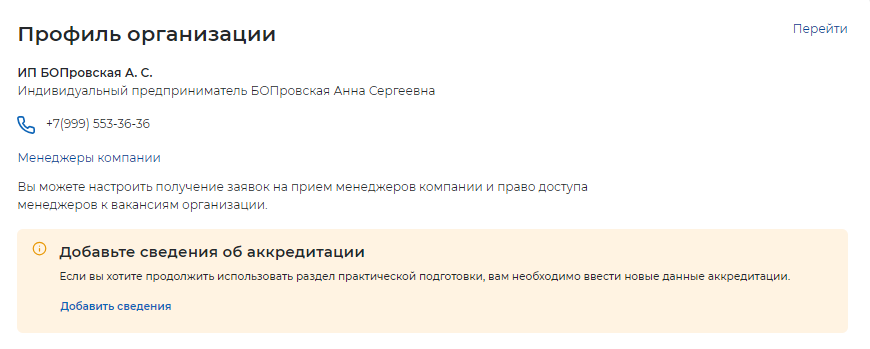 Профиль организации
Перейти
ИП БОПровская А. С.
Индивидуальный предприниматель БОПровская Анна Сергеевна
+7(999) 553-36-36
Менеджеры компании
Вы можете настроить получение заявок на прием менеджеров компании и право доступа
менеджеров к вакансиям организации.
Добавьте сведения об аккредитации
Если вы хотите продолжить использовать раздел практической подготовки, вам необходимо ввести новые данные аккредитации.
Добавить сведения